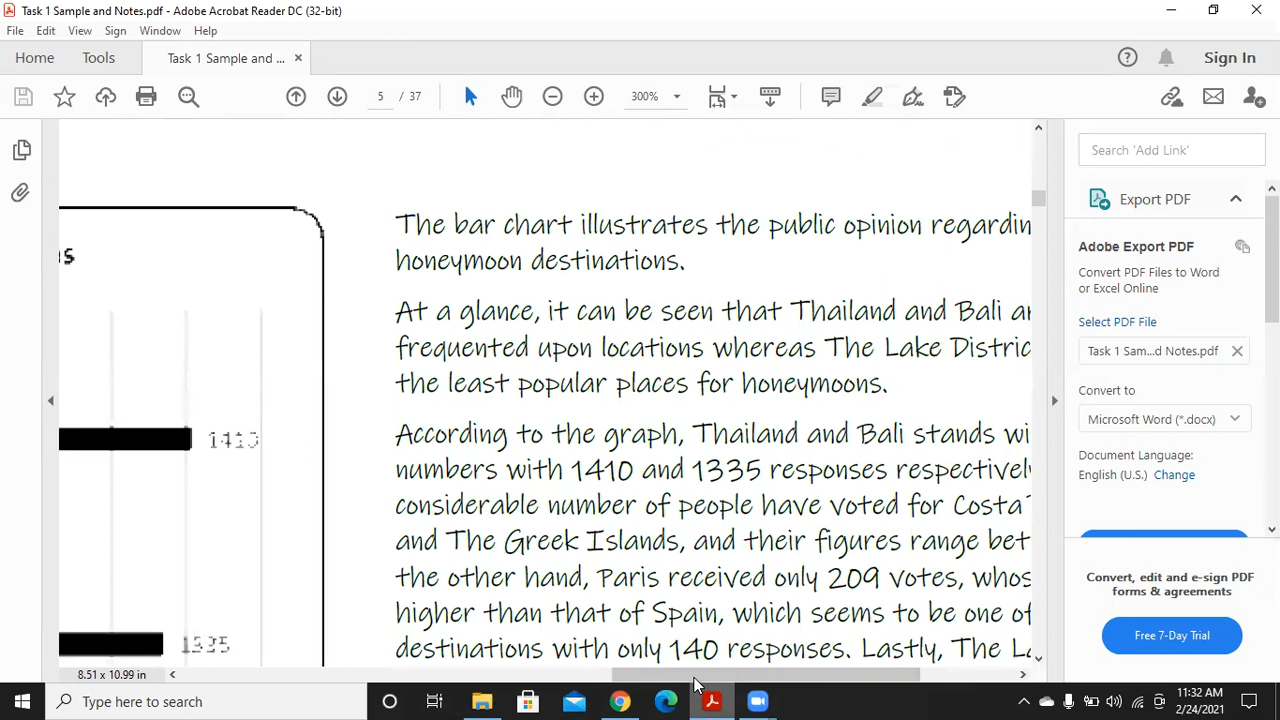 Task 1 Sample and Notes.pdf - Adobe Acrobat Reader DC (32-bit)
File Edit View Sign Window Help
Home Tools Task 1 Sample and ... ×
5 / 37 300%
Sign In
The bar chart illustrates the public opinion
honeymoon destinations.
At a glance, it can be seen that Thailand and Bali
frequented upon locations whereas The Lake
the least popular places for honeymoons.
According to the graph, Thailand and Bali stands
numbers with 1410 and 1335 responses
considerable number of people have voted for Costa
and The Greek Islands, and their figures range
the other hand, Paris received only 209 votes,
higher than that of Spain, which seems to be one of
destinations with only 140 responses. Lastly, The
1410
1335
8.51 x 10.99 in
Search 'Add Link'
Export PDF
Adobe Export PDF
Convert PDF Files to Word
or Excel Online
Select PDF File
Task 1 Sam...d Notes.pdf
Convert to
Microsoft Word (*.docx)
Document Language:
English (U.S.) Change
Convert, edit and e-sign PDF
forms & agreements
Free 7-Day Trial
Type here to search
11:32 AM
2/24/2021